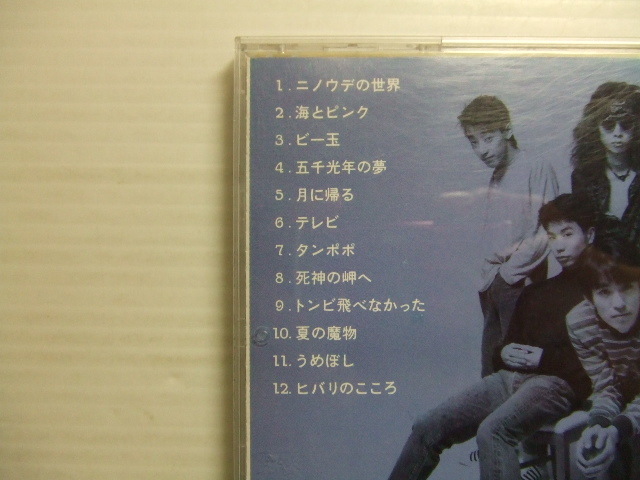 1. ニノウデの世界
2. 海とピンク
3. ビー玉
4. 五千光年の夢
5. 月に帰る
6. テレビ
7. タンポポ
8. 死神の岬へ
9. トンビ飛べなかった
10. 夏の魔物
11. うめぼし
12. ヒバリのこころ